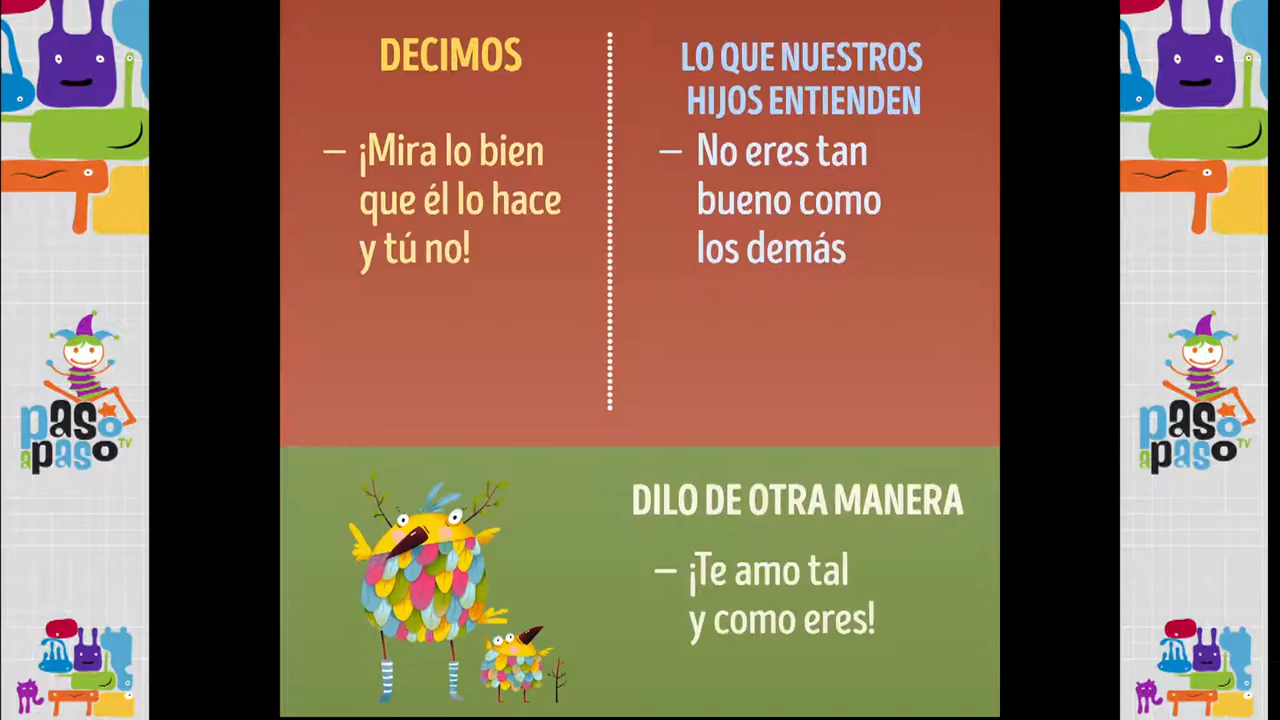 DECIMOS
– ¡Mira lo bien
que él lo hace
y tú no!
LO QUE NUESTROS
HIJOS ENTIENDEN
– No eres tan
bueno como
los demás
DILO DE OTRA MANERA
– ¡Te amo tal
y como eres!
paso
a paso TV
paso
a paso TV